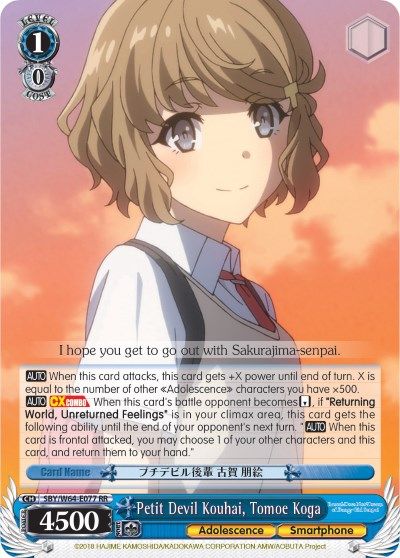 LEVEL
1
0
COST
I hope you get to go out with Sakurajima-senpai.
AUTO When this card attacks, this card gets +X power until end of turn. X is
equal to the number of other «Adolescence» characters you have ×500.
AUTO CX COMBO When this card's battle opponent becomes, if "Returning
World, Unreturned Feelings" is in your climax area, this card gets the
following ability until the end of your opponent's next turn. "AUTO When this
card is frontal attacked, you may choose 1 of your other characters and this
card, and return them to your hand."
Card Name プチデビル後輩 古賀 朋絵
CH SBY/W64-E077 RR
POWER 4500
Petit Devil Kouhai, Tomoe Koga
Adolescence Smartphone
©2018 HAJIME KAMOSHIDA/KADOKAWA CORPORATION AMW/AOBUTA Project